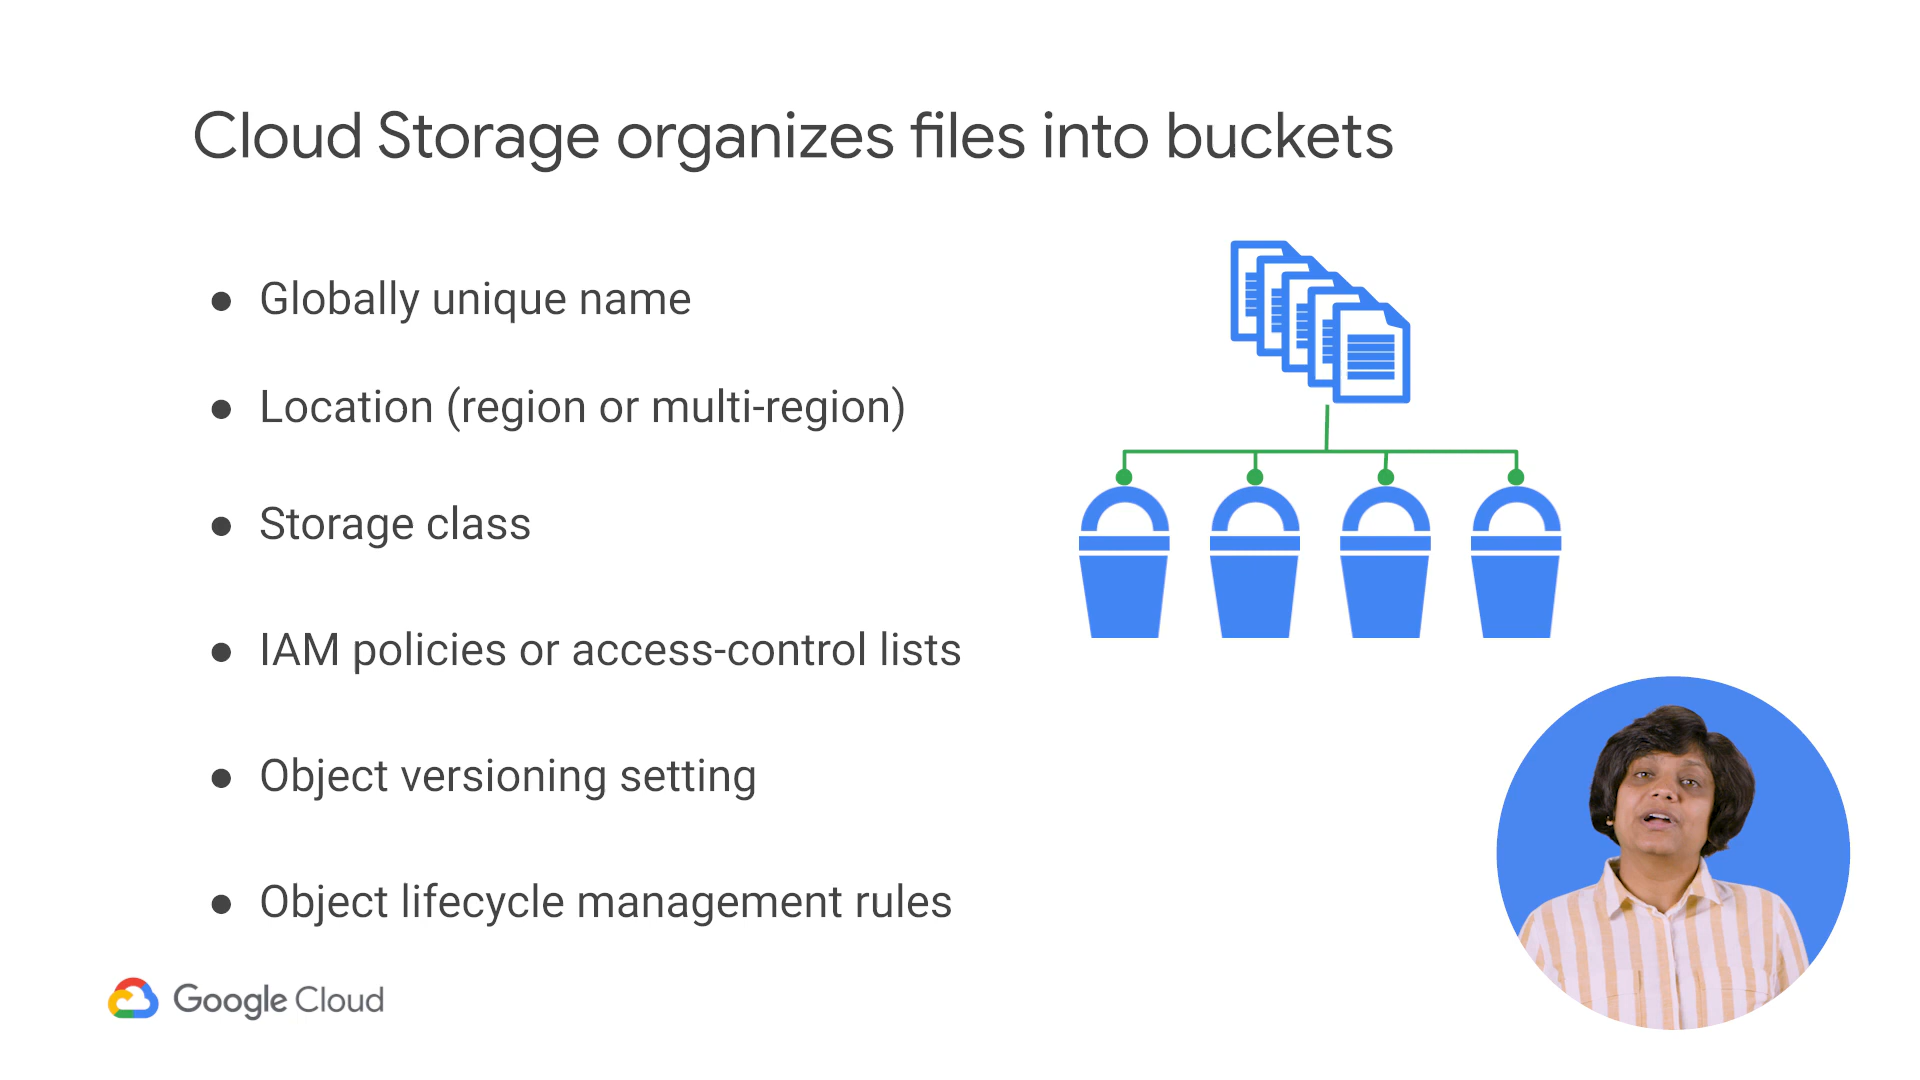 Cloud Storage organizes files into buckets
● Globally unique name
● Location (region or multi-region)
● Storage class
● IAM policies or access-control lists
● Object versioning setting
● Object lifecycle management rules
Google Cloud